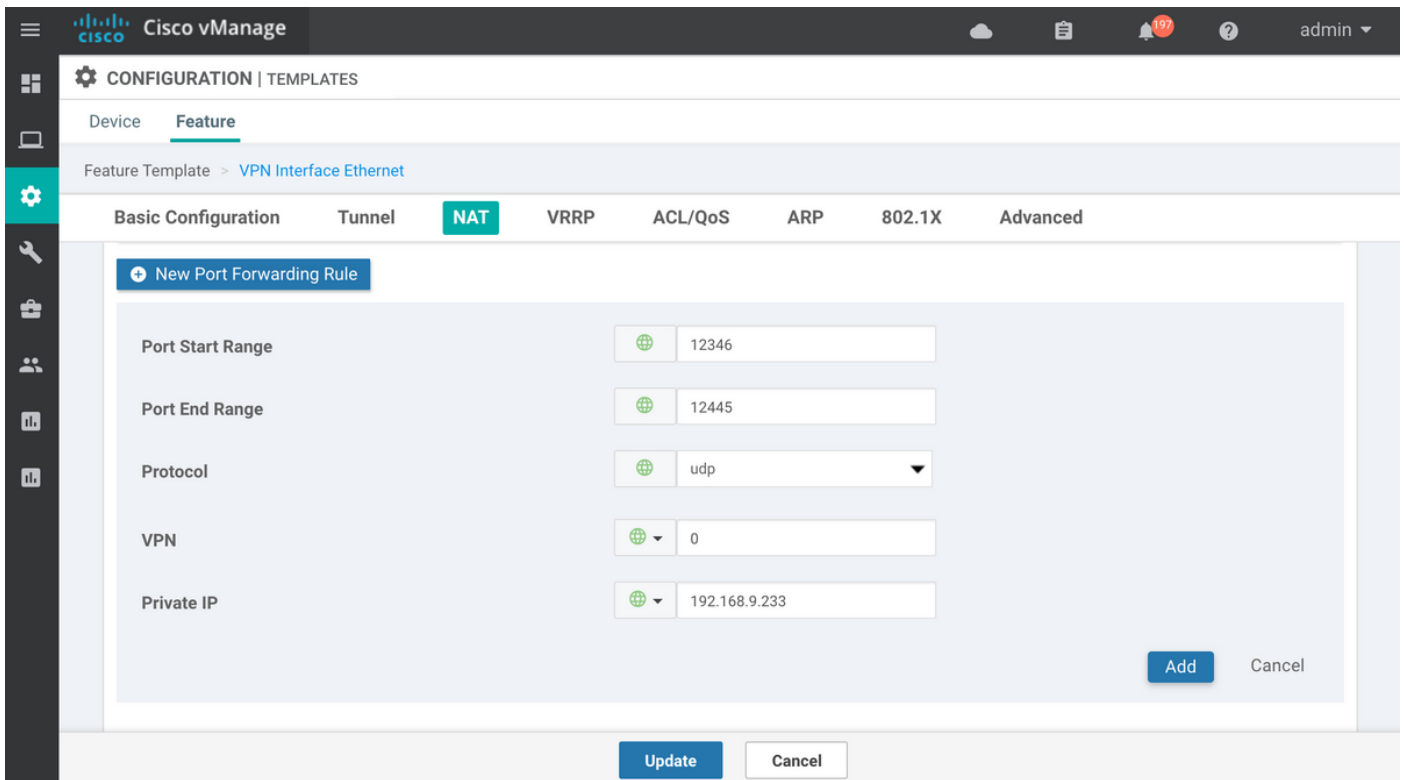 cisco Cisco vManage 197 admin
CONFIGURATION | TEMPLATES
Device Feature
Feature Template > VPN Interface Ethernet
Basic Configuration Tunnel NAT VRRP ACL/QoS ARP 802.1X Advanced
New Port Forwarding Rule
Port Start Range 12346
Port End Range 12445
Protocol udp
VPN 0
Private IP 192.168.9.233
Add Cancel
Update Cancel